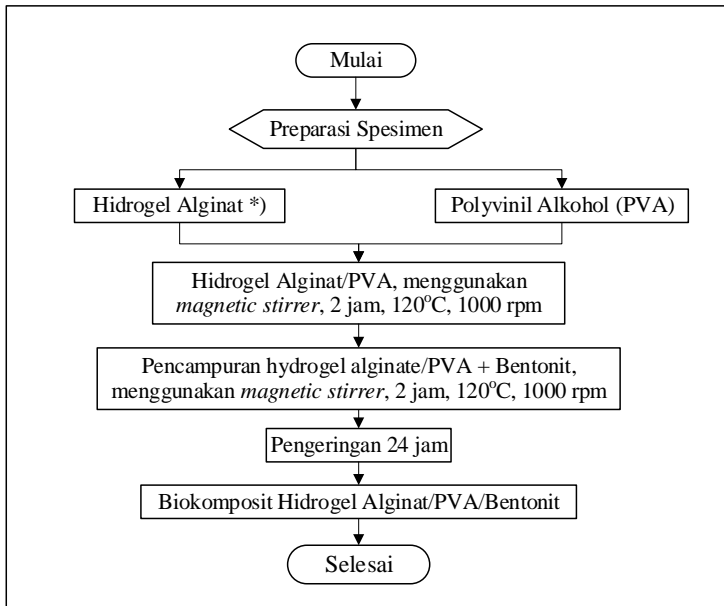 Mulai
Preparasi Spesimen
Hidrogel Alginat *)
Polyvinil Alkohol (PVA)
Hidrogel Alginat/PVA, menggunakan
magnetic stirrer, 2 jam, 120°C, 1000 rpm
Pencampuran hydrogel alginate/PVA + Bentonit,
menggunakan magnetic stirrer, 2 jam, 120°C, 1000 rpm
Pengeringan 24 jam
Biokomposit Hidrogel Alginat/PVA/Bentonit
Selesai